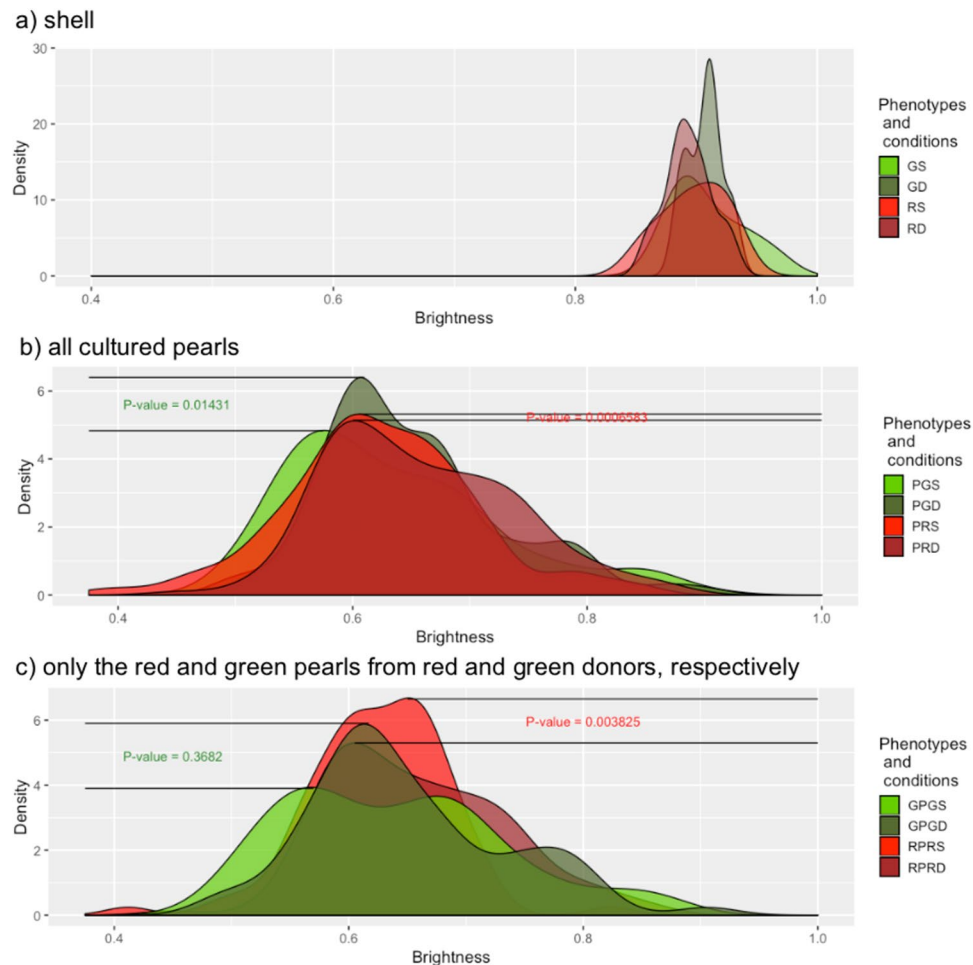 a) shell
30
20
10
0
Density
0.4
0.6
0.8
1.0
Brightness
Phenotypes
and
conditions
GS
GD
RS
RD
b) all cultured pearls
6
4
2
0
Density
P-value = 0.01431
P-value = 0.0006583
0.4
0.6
0.8
1.0
Brightness
Phenotypes
and
conditions
PGS
PGD
PRS
PRD
c) only the red and green pearls from red and green donors, respectively
6
4
2
0
Density
P-value = 0.3682
P-value = 0.003825
0.4
0.6
0.8
1.0
Brightness
Phenotypes
and
conditions
GPGS
GPGD
RPRS
RPRD